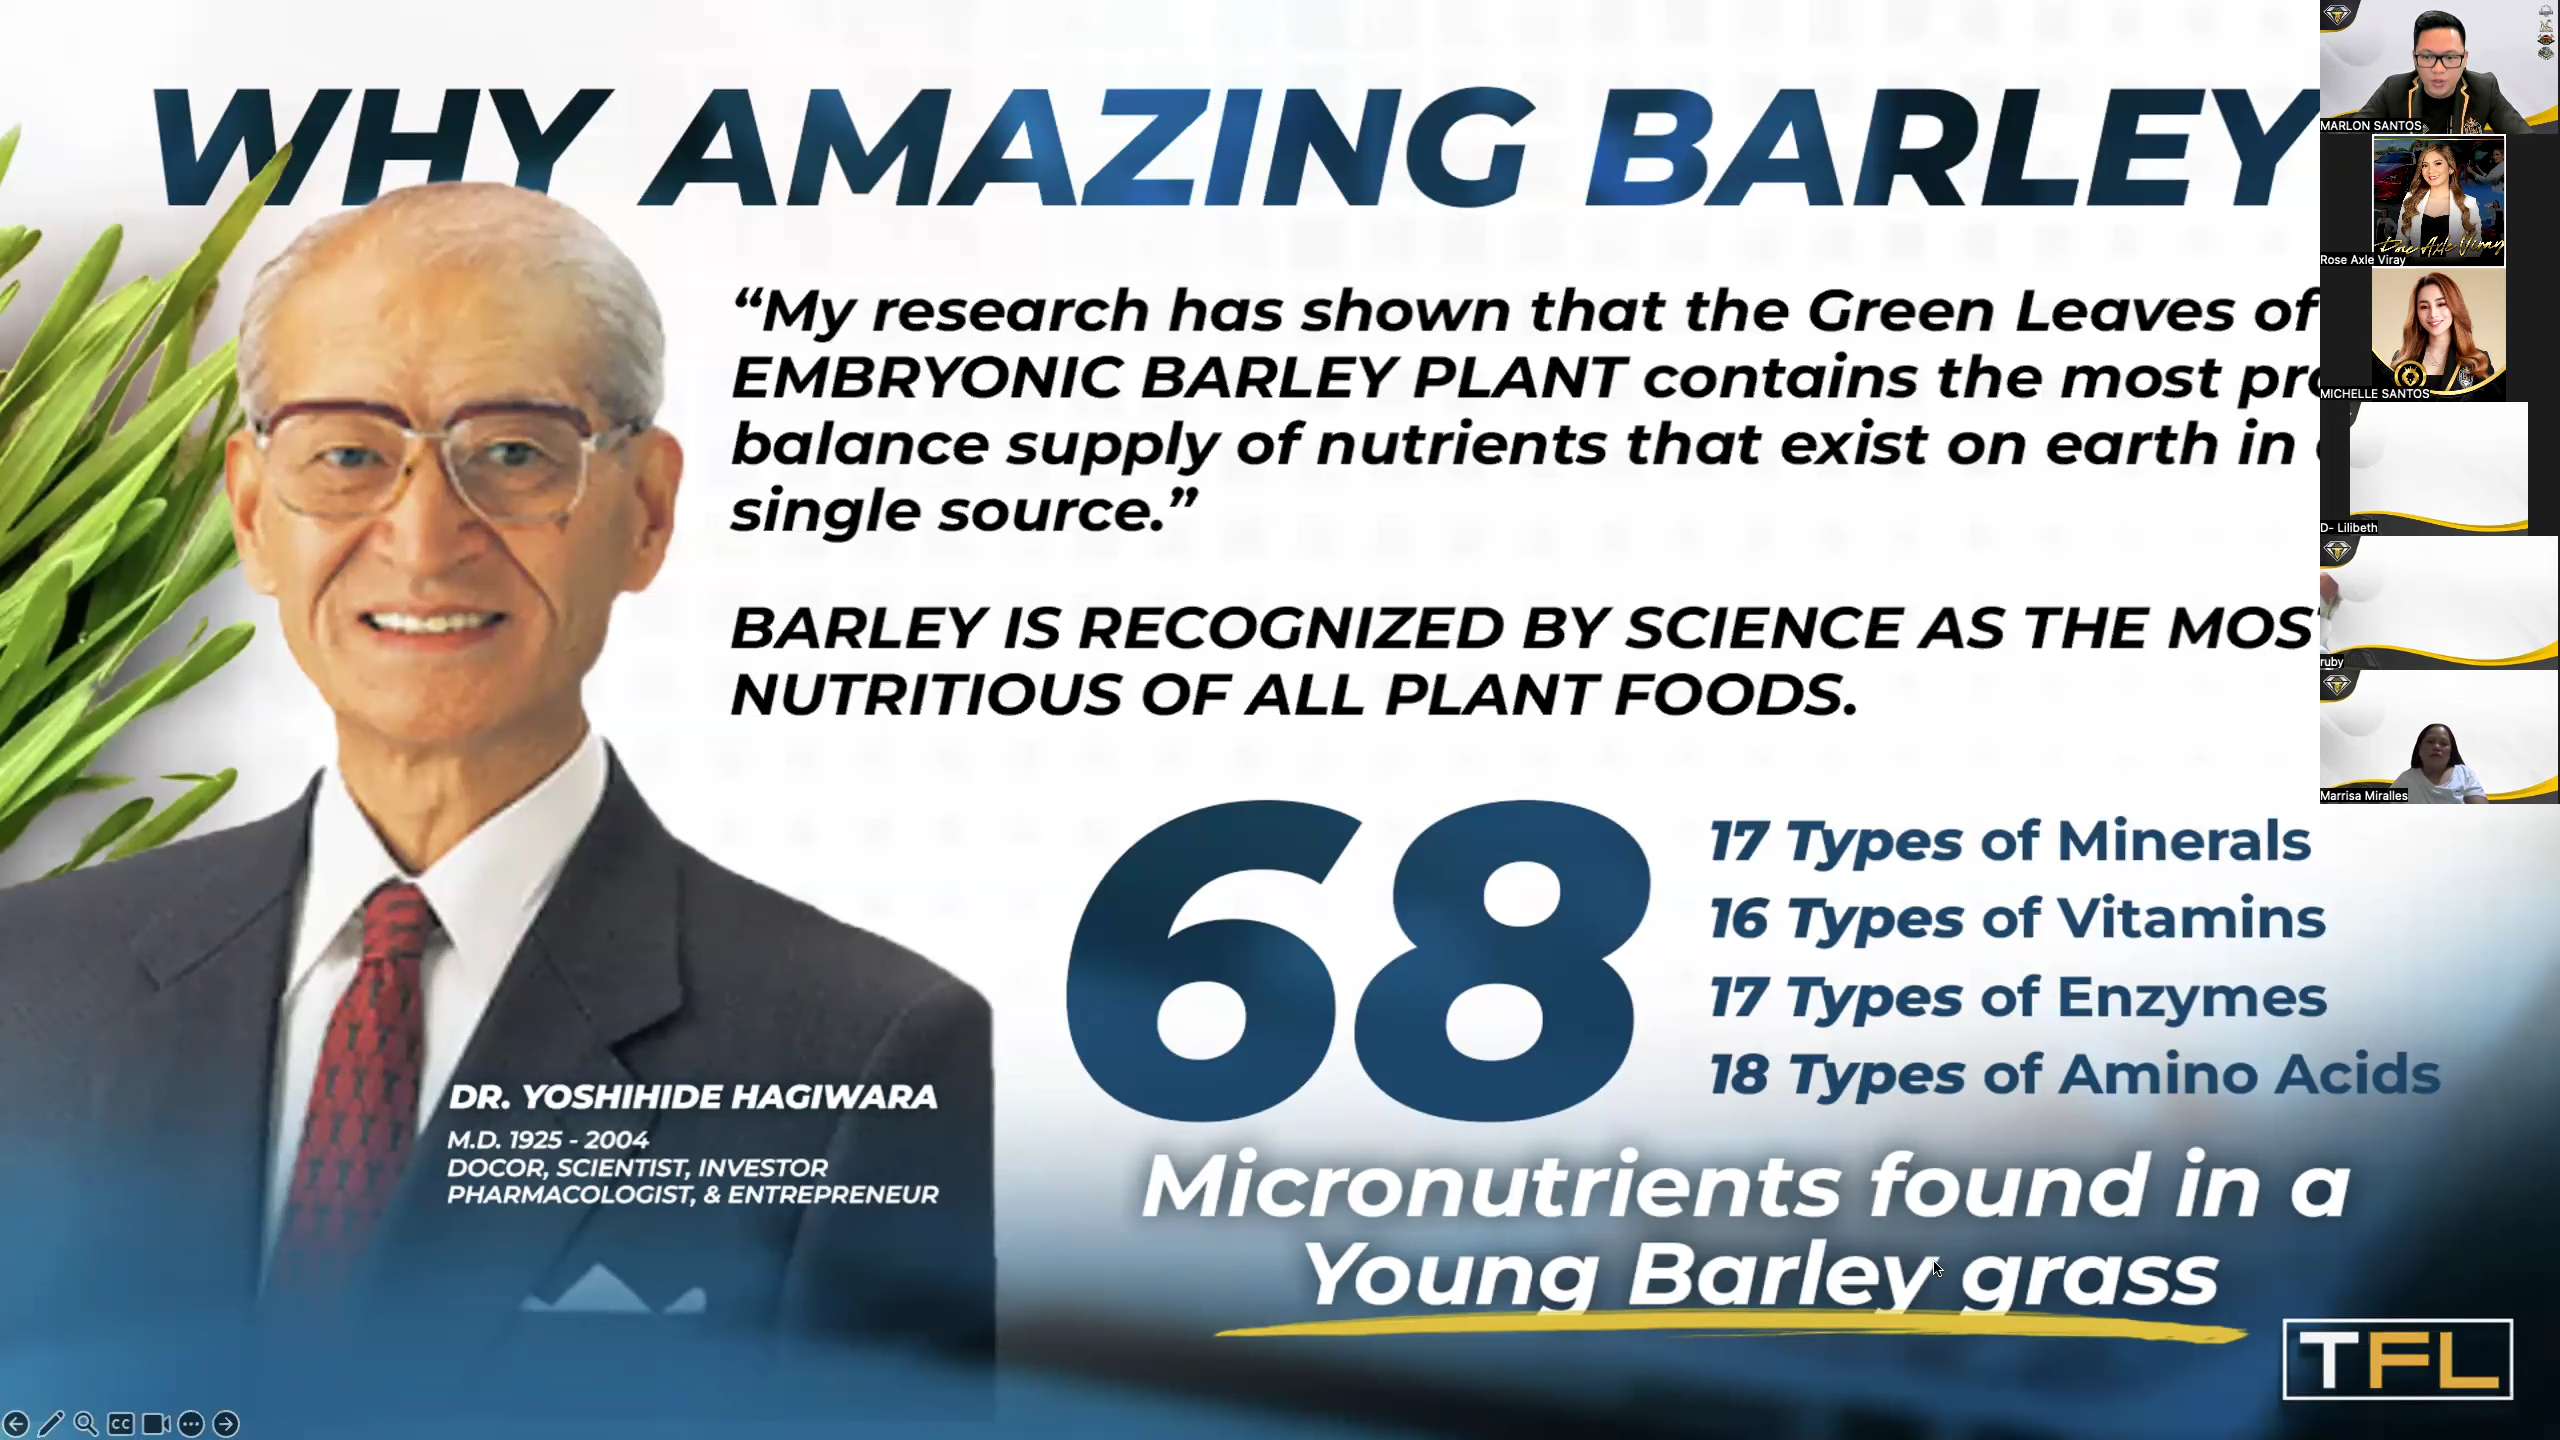 WHY AMAZING BARLEY
“My research has shown that the Green Leaves of
EMBRYONIC BARLEY PLANT contains the most
balance supply of nutrients that exist on earth in
single source.”
BARLEY IS RECOGNIZED BY SCIENCE AS THE
NUTRITIOUS OF ALL PLANT FOODS.
68
17 Types of Minerals
16 Types of Vitamins
17 Types of Enzymes
18 Types of Amino Acids
Micronutrients found in a
Young Barley grass
DR. YOSHIHIDE HAGIWARA
M.D. 1925 - 2004
DOCOR, SCIENTIST, INVESTOR
PHARMACOLOGIST, & ENTREPRENEUR
TFL
MARLON SANTOS
Rose Axle Viray
Rose Axle Viray
MICHELLE SANTOS
D- Lilibeth
ruby
Marrisa Miralles
CC